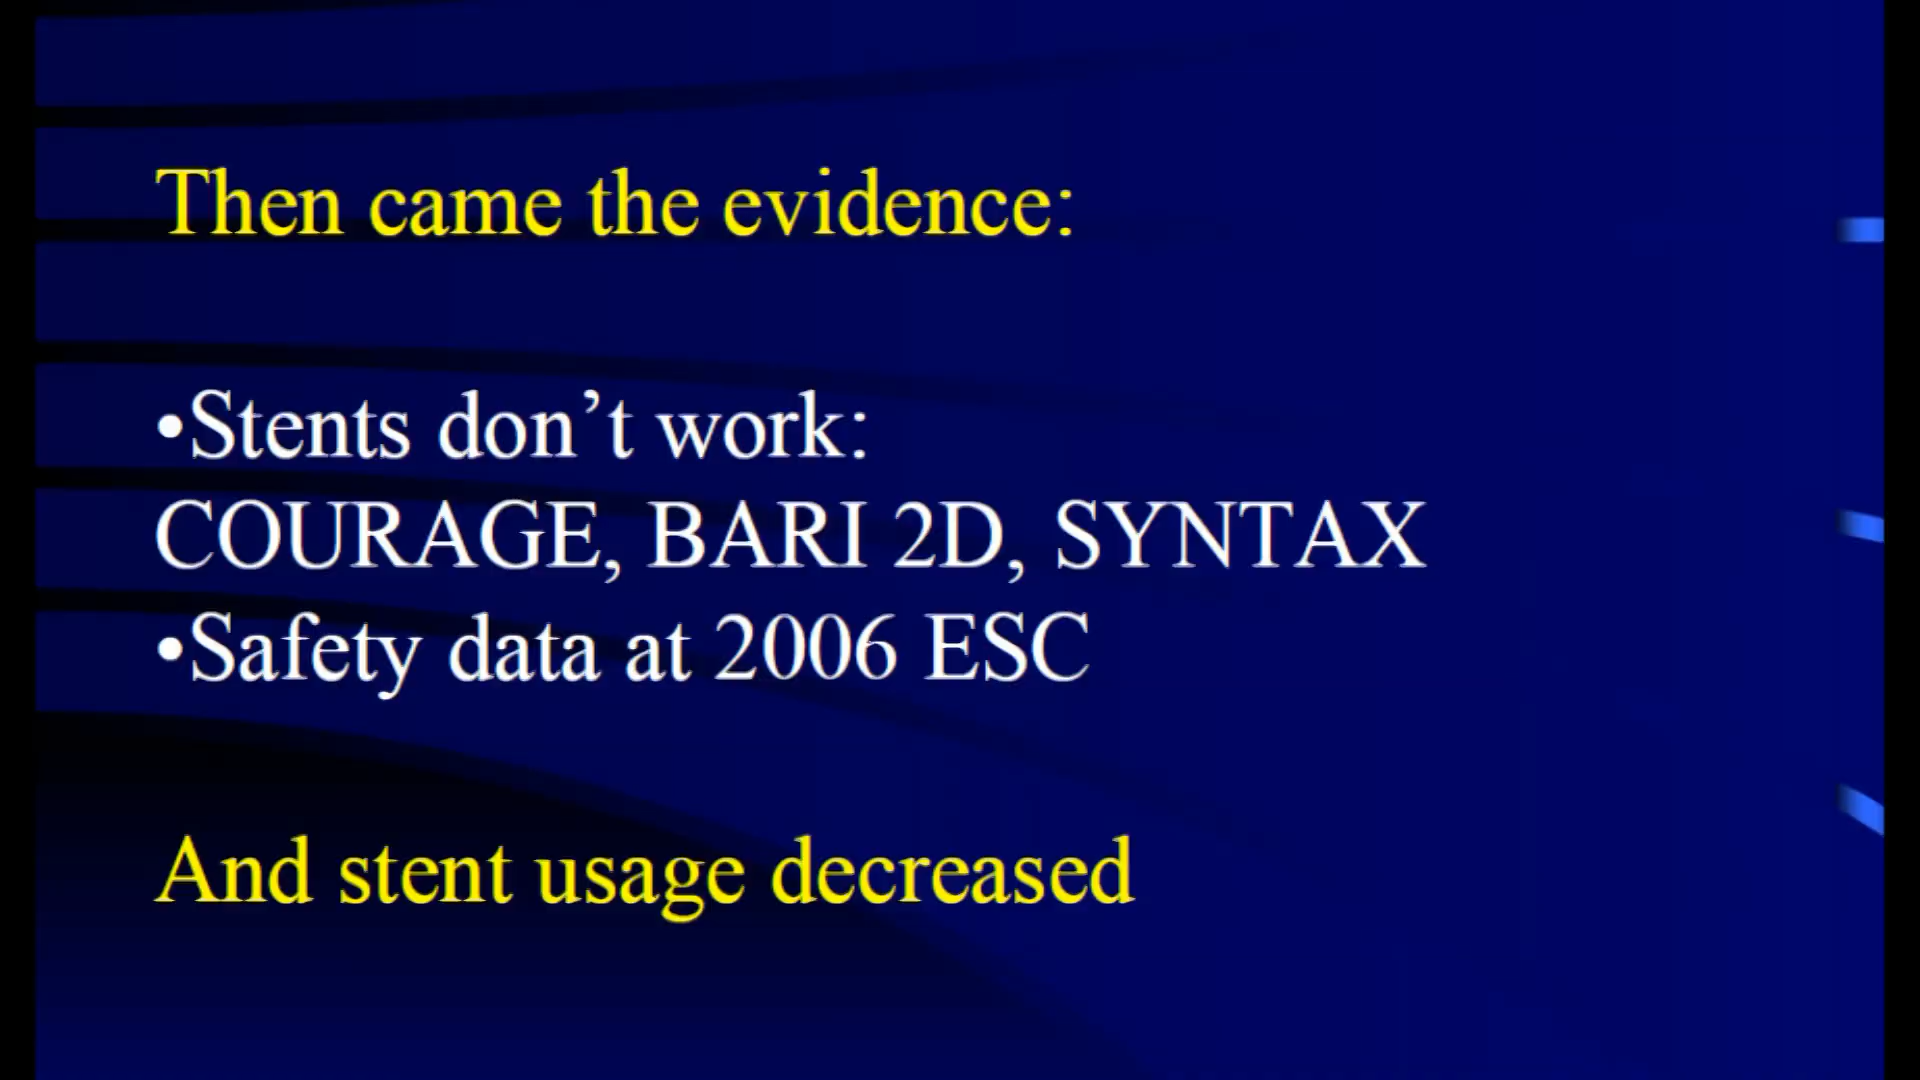 Then came the evidence:
•Stents don’t work:
COURAGE, BARI 2D, SYNTAX
•Safety data at 2006 ESC
And stent usage decreased